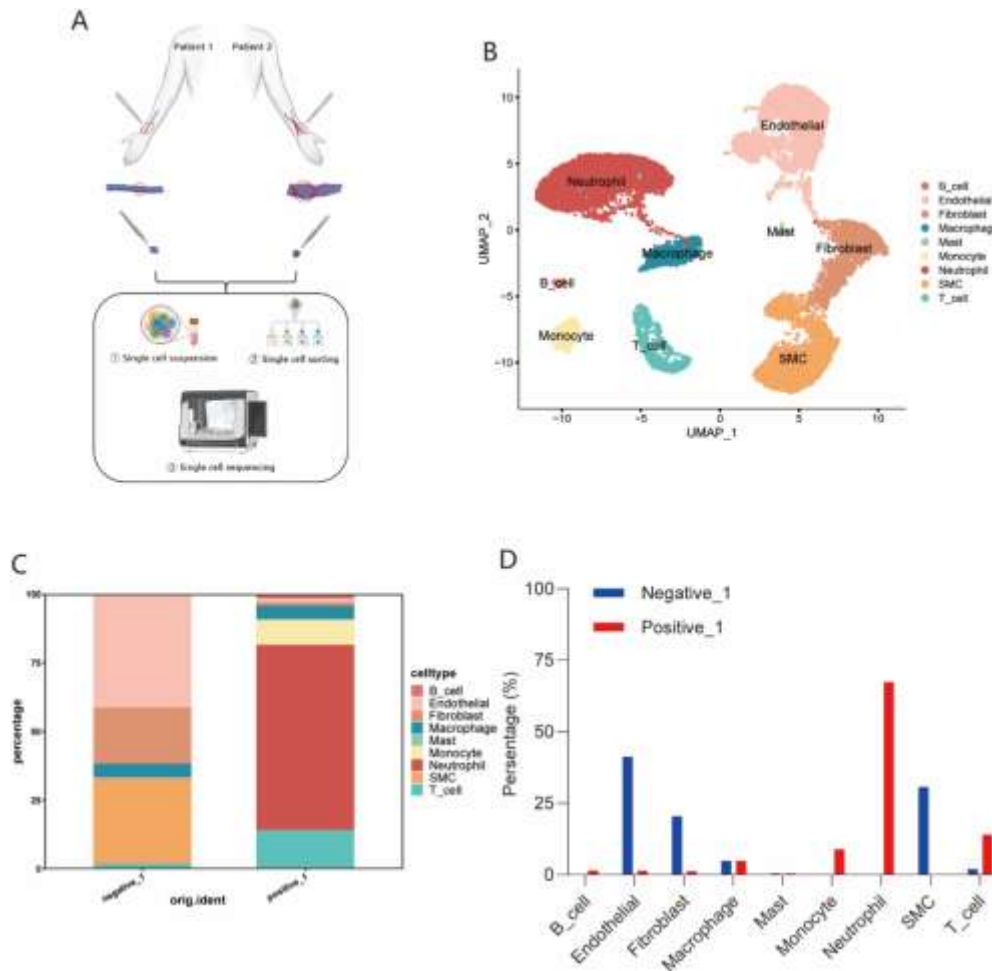 A
Patient 1
Patient 2
① Single cell suspension
② Single cell sorting
③ Single cell sequencing
B
UMAP_2
10
5
0
−5
−10
Endothelial
Neutrophil
Mast
Fibroblast
Macrophage
B_cell
Monocyte
T_cell
SMC
−10
−5
0
5
10
UMAP_1
B_cell
Endothelial
Fibroblast
Macrophag
Mast
Monocyte
Neutrophil
SMC
T_cell
C
percentage
100
75
50
25
0
negative_1
positive_1
orig.ident
celltype
B_cell
Endothelial
Fibroblast
Macrophage
Mast
Monocyte
Neutrophil
SMC
T_cell
D
Persentage (%)
100
75
50
25
0
Negative_1
Positive_1
B_cell
Endothelial
Fibroblast
Macrophage
Mast
Monocyte
Neutrophil
SMC
T_cell